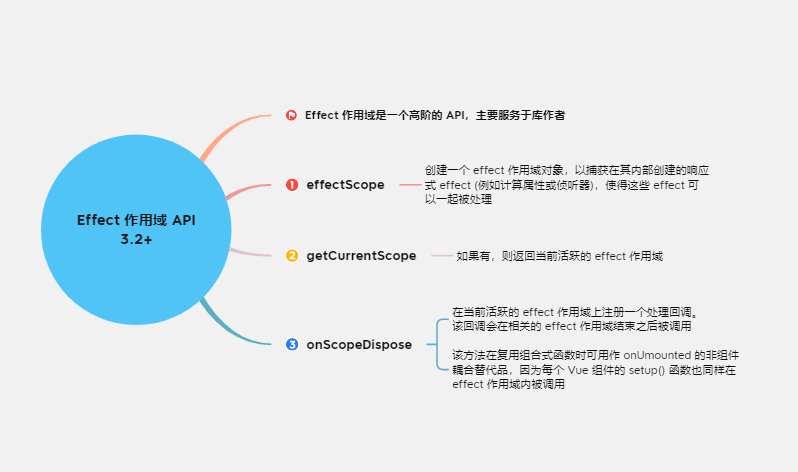 Effect 作用域 API
3.2+
Effect 作用域是一个高阶的 API，主要服务于库作者
1 effectScope
创建一个 effect 作用域对象，以捕获在其内部创建的响应
式 effect (例如计算属性或侦听器)，使得这些 effect 可
以一起被处理
2 getCurrentScope
如果有，则返回当前活跃的 effect 作用域
3 onScopeDispose
在当前活跃的 effect 作用域上注册一个处理回调。
该回调会在相关的 effect 作用域结束之后被调用
该方法在复用组合式函数时可用作 onUmounted 的非组件
耦合替代品，因为每个 Vue 组件的 setup() 函数也同样在
effect 作用域内被调用